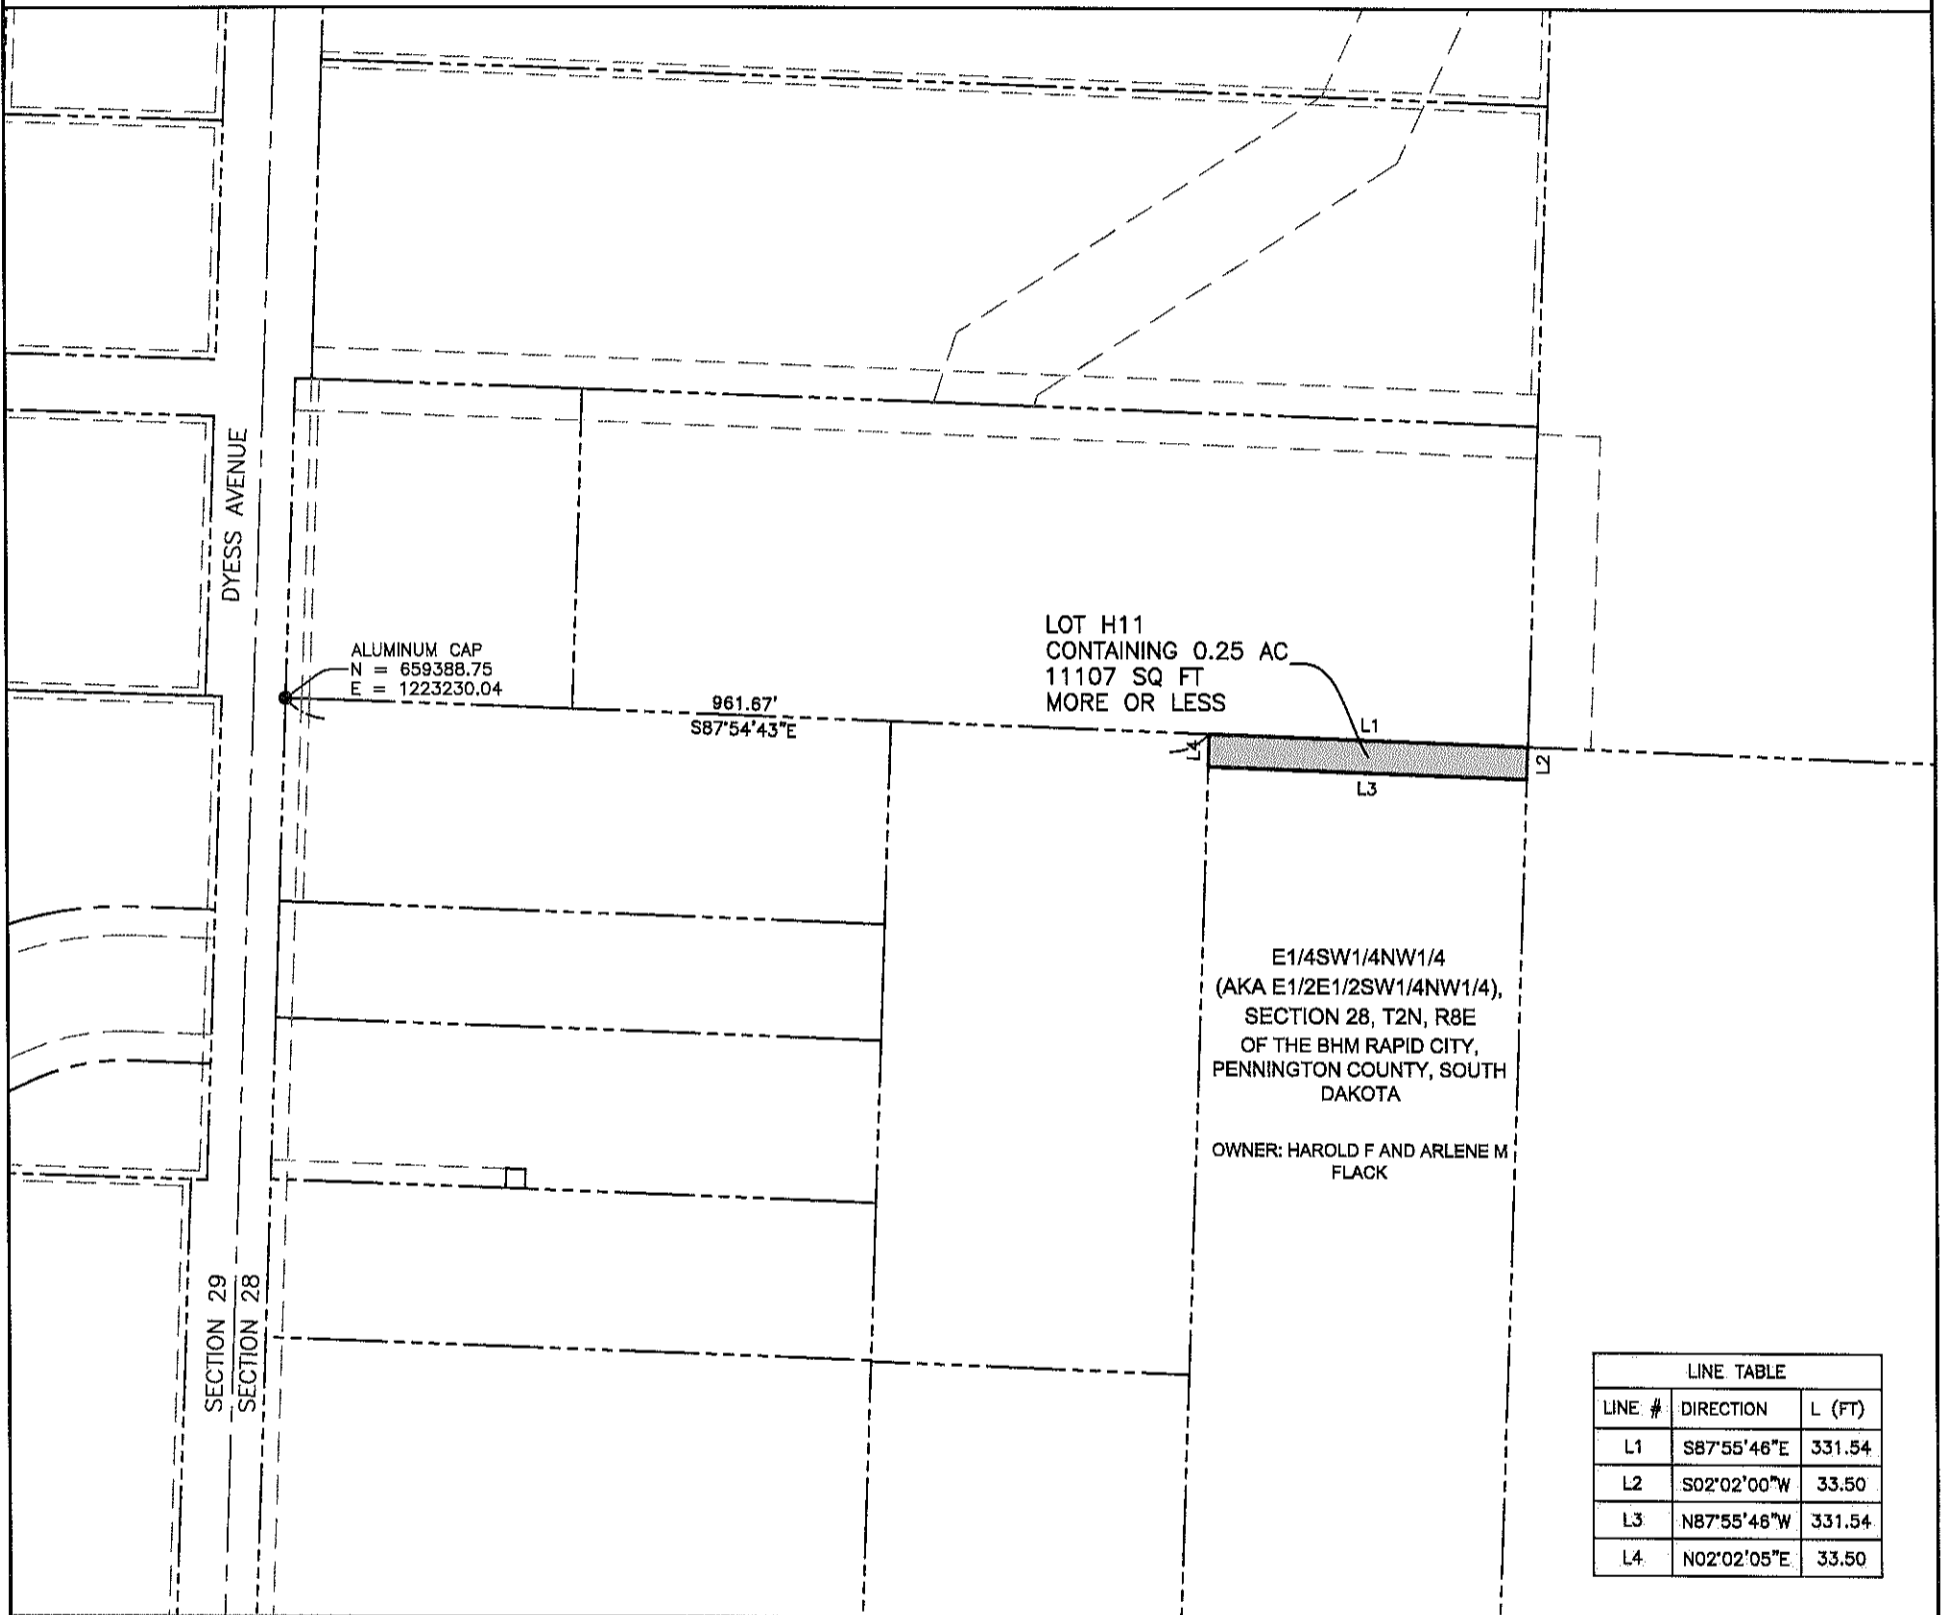 DYESS AVENUE
ALUMINUM CAP
N = 659388.75
E = 1223230.04
961.67'
S87°54'43"E
LOT H11
CONTAINING 0.25 AC
11107 SQ FT
MORE OR LESS
L1
L4
L2
L3
E1/4SW1/4NW1/4
(AKA E1/2E1/2SW1/4NW1/4),
SECTION 28, T2N, R8E
OF THE BHM RAPID CITY,
PENNINGTON COUNTY, SOUTH
DAKOTA
OWNER: HAROLD F AND ARLENE M
FLACK
SECTION 29
SECTION 28
LINE TABLE
LINE # DIRECTION L (FT)
L1 S87°55'46"E 331.54
L2 S02°02'00"W 33.50
L3 N87°55'46"W 331.54
L4 N02°02'05"E 33.50